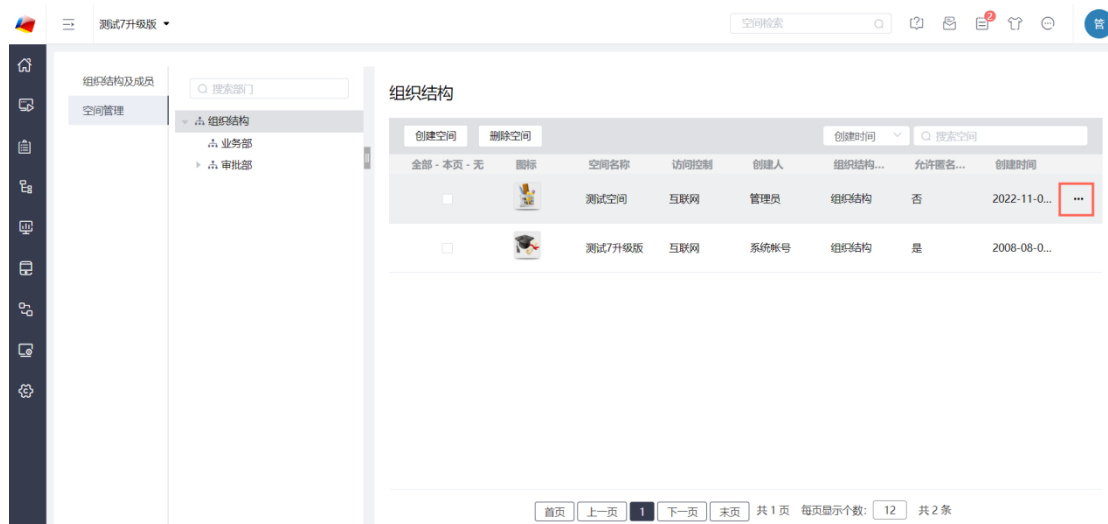 测试7升级版
空间检索
2
管
组织结构及成员
空间管理
搜索部门
组织结构
业务部
审批部
组织结构
创建空间 删除空间 创建时间 搜索空间
全部 - 本页 - 无 图标 空间名称 访问控制 创建人 组织结构... 允许匿名... 创建时间
测试空间 互联网 管理员 组织结构 否 2022-11-0... ...
测试7升级版 互联网 系统帐号 组织结构 是 2008-08-0...
首页 上一页 1 下一页 末页 共 1 页 每页显示个数: 12 共 2 条